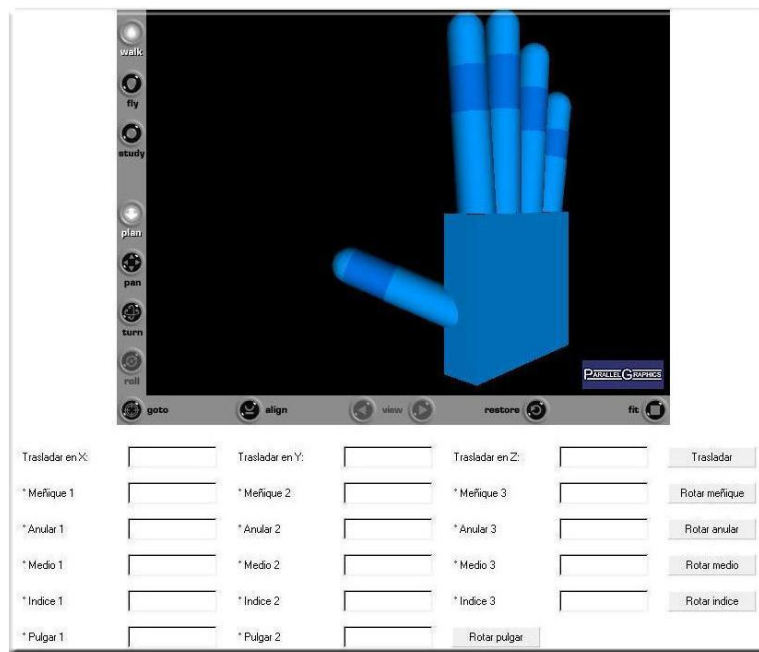 walk
fly
study
plan
pan
turn
roll
PARALLELGRAPHICS
goto align view restore fit
Trasladar en X: Trasladar en Y: Trasladar en Z: Trasladar
* Meñique 1 * Meñique 2 * Meñique 3 Rotar meñique
* Anular 1 * Anular 2 * Anular 3 Rotar anular
* Medio 1 * Medio 2 * Medio 3 Rotar medio
* Indice 1 * Indice 2 * Indice 3 Rotar indice
* Pulgar 1 * Pulgar 2 Rotar pulgar